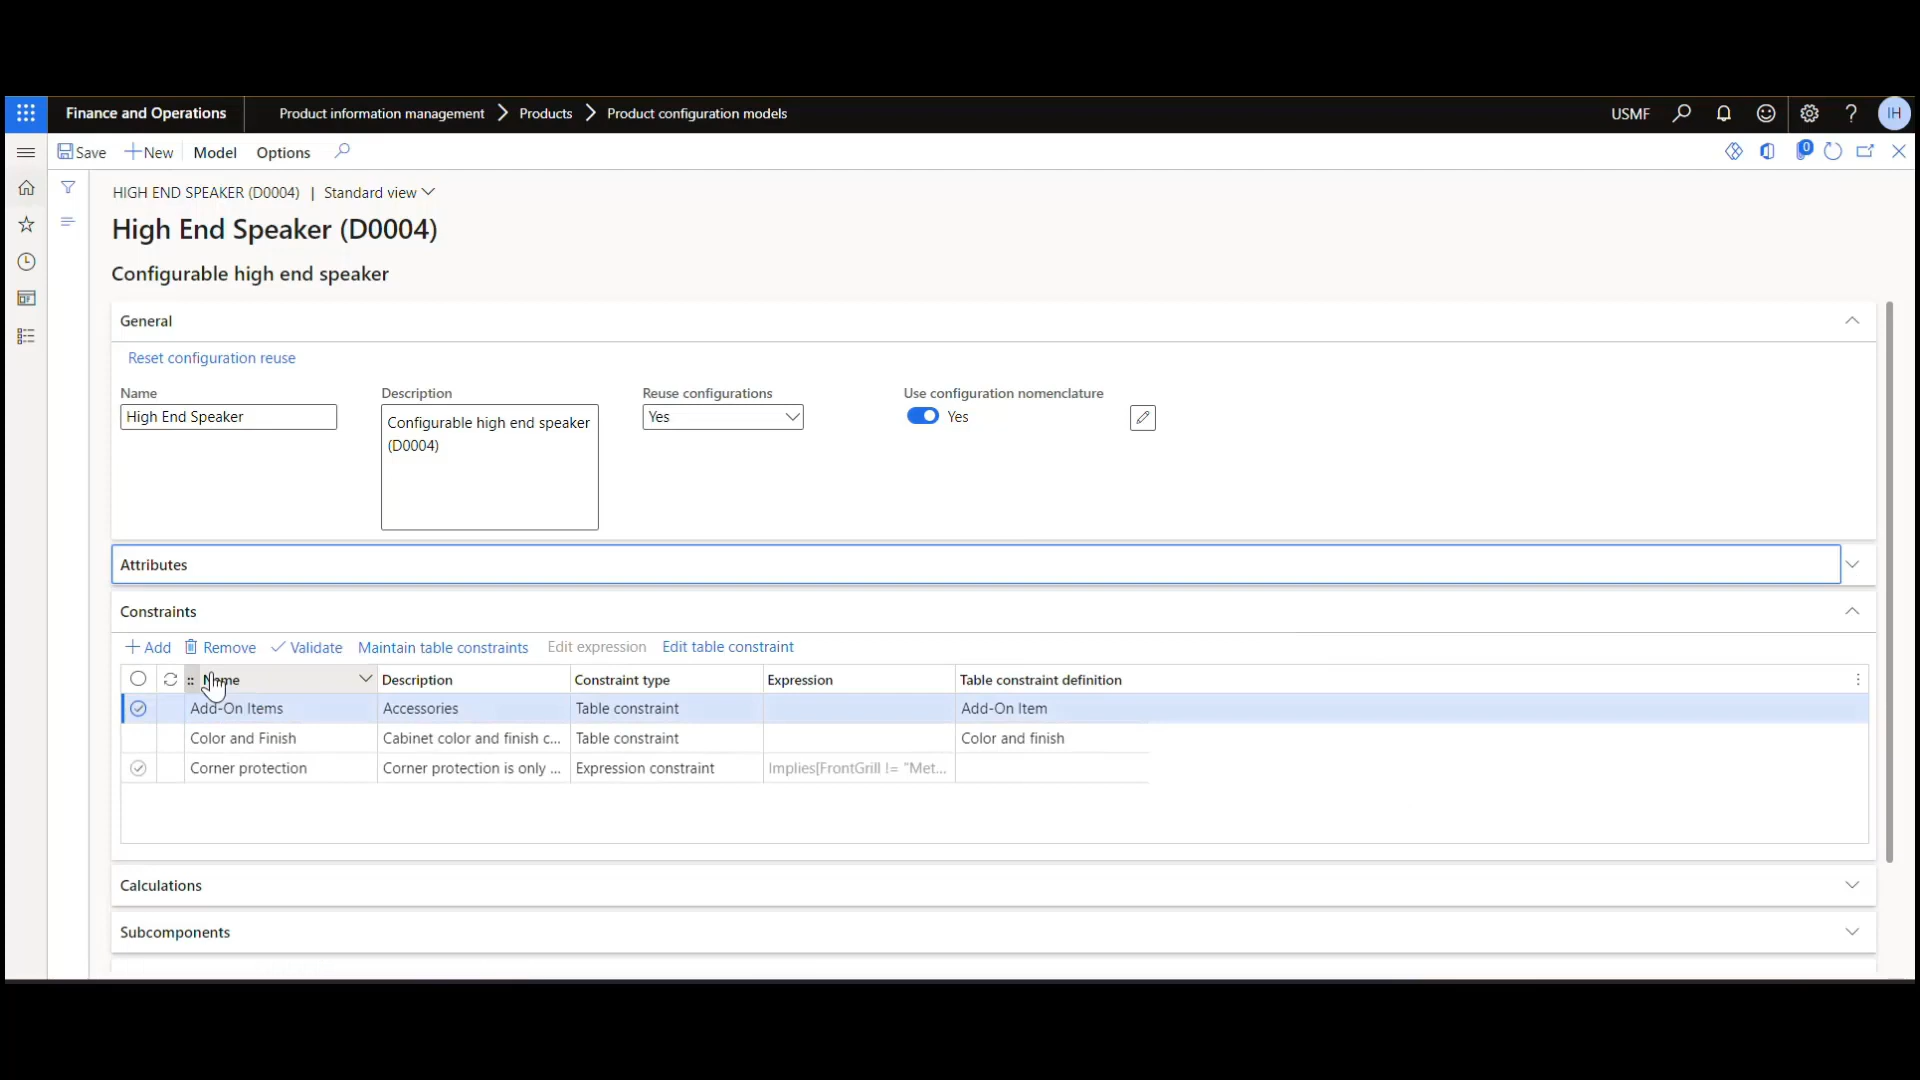 Finance and Operations
Product information management Products Product configuration models
USMF
IH
Save New Model Options
0
HIGH END SPEAKER (D0004) | Standard view
High End Speaker (D0004)
Configurable high end speaker
General
Reset configuration reuse
Name Description Reuse configurations Use configuration nomenclature
High End Speaker
Configurable high end speaker
(D0004)
Yes
Yes
Attributes
Constraints
Add Remove Validate Maintain table constraints Edit expression Edit table constraint
Name Description Constraint type Expression Table constraint definition
Add-On Items Accessories Table constraint Add-On Item
Color and Finish Cabinet color and finish c... Table constraint Color and finish
Corner protection Corner protection is only ... Expression constraint Implies[FrontGrill != "Met...
Calculations
Subcomponents